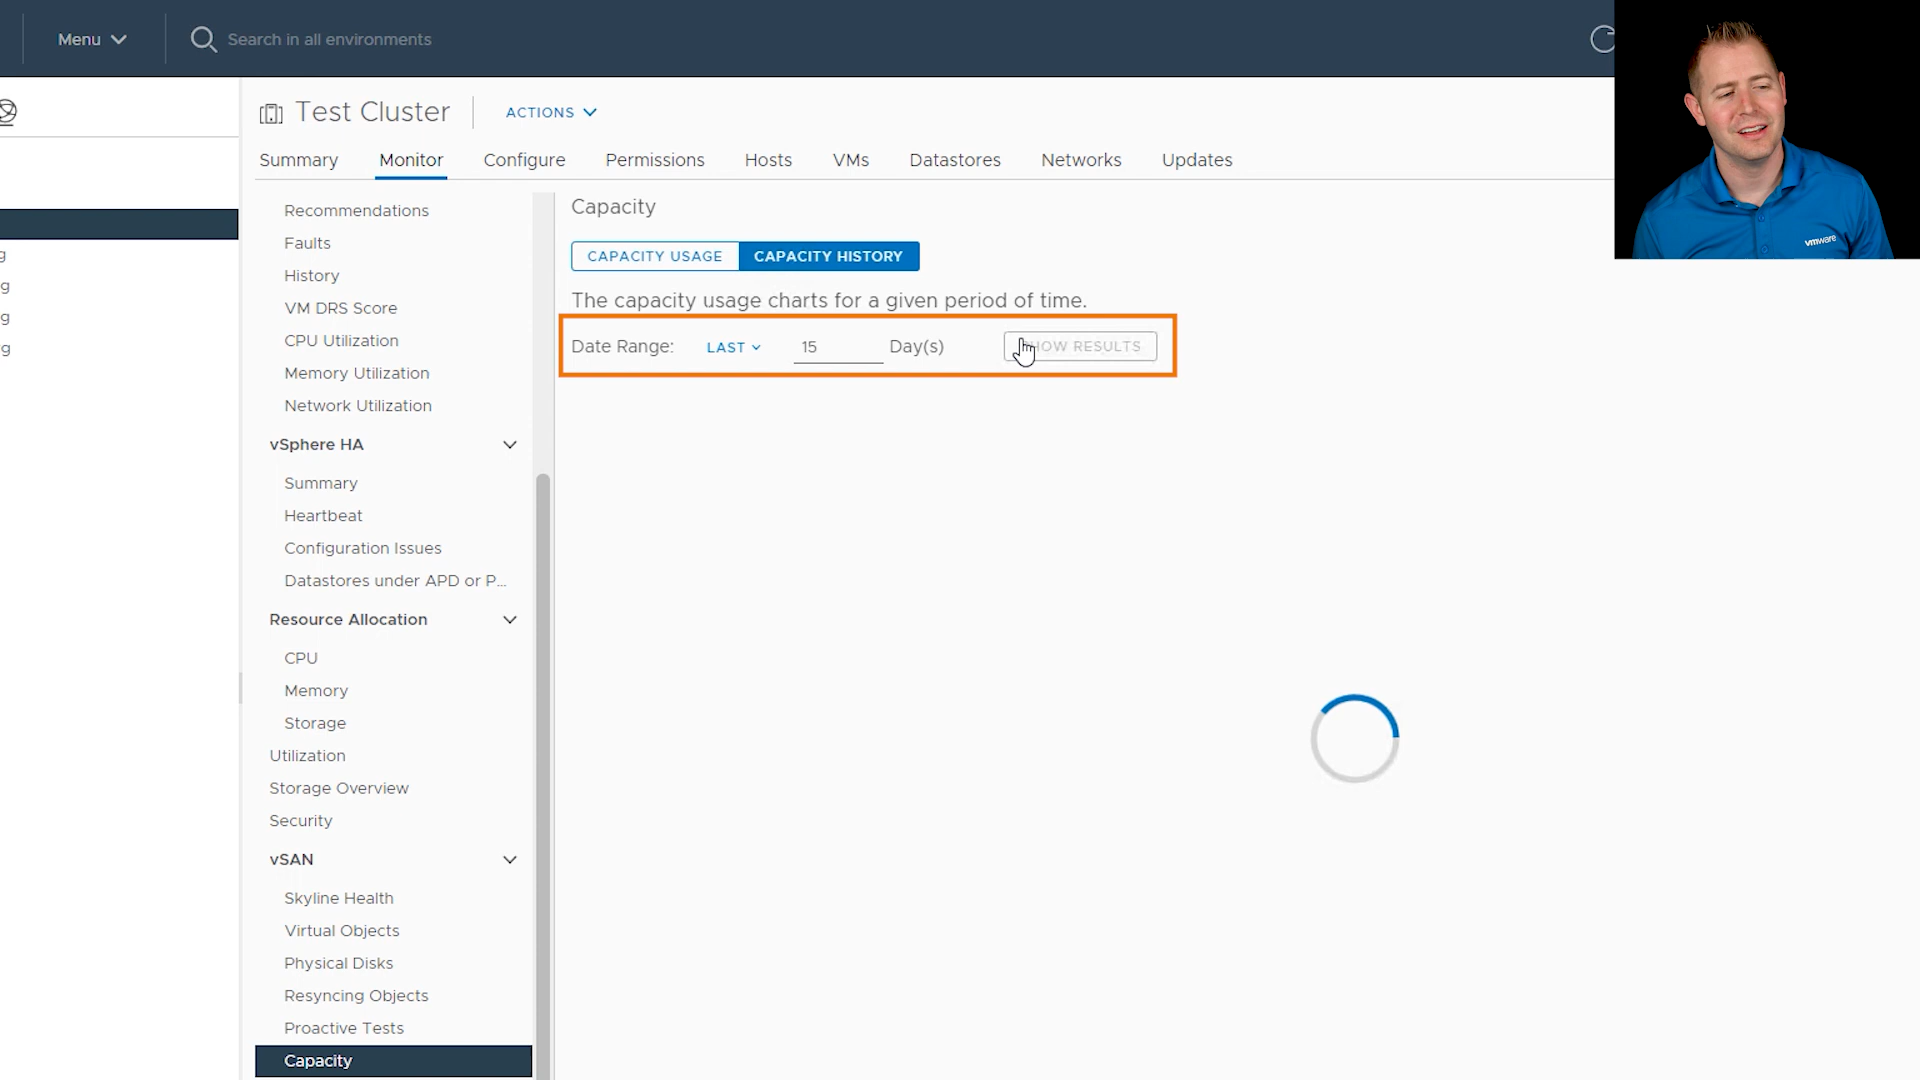 Menu
Search in all environments
Test Cluster
ACTIONS
Summary Monitor Configure Permissions Hosts VMs Datastores Networks Updates
g
g
g
g
Recommendations
Faults
History
VM DRS Score
CPU Utilization
Memory Utilization
Network Utilization
vSphere HA
Summary
Heartbeat
Configuration Issues
Datastores under APD or P...
Resource Allocation
CPU
Memory
Storage
Utilization
Storage Overview
Security
vSAN
Skyline Health
Virtual Objects
Physical Disks
Resyncing Objects
Proactive Tests
Capacity
Capacity
CAPACITY USAGE CAPACITY HISTORY
The capacity usage charts for a given period of time.
Date Range: LAST 15 Day(s) SHOW RESULTS
vmware